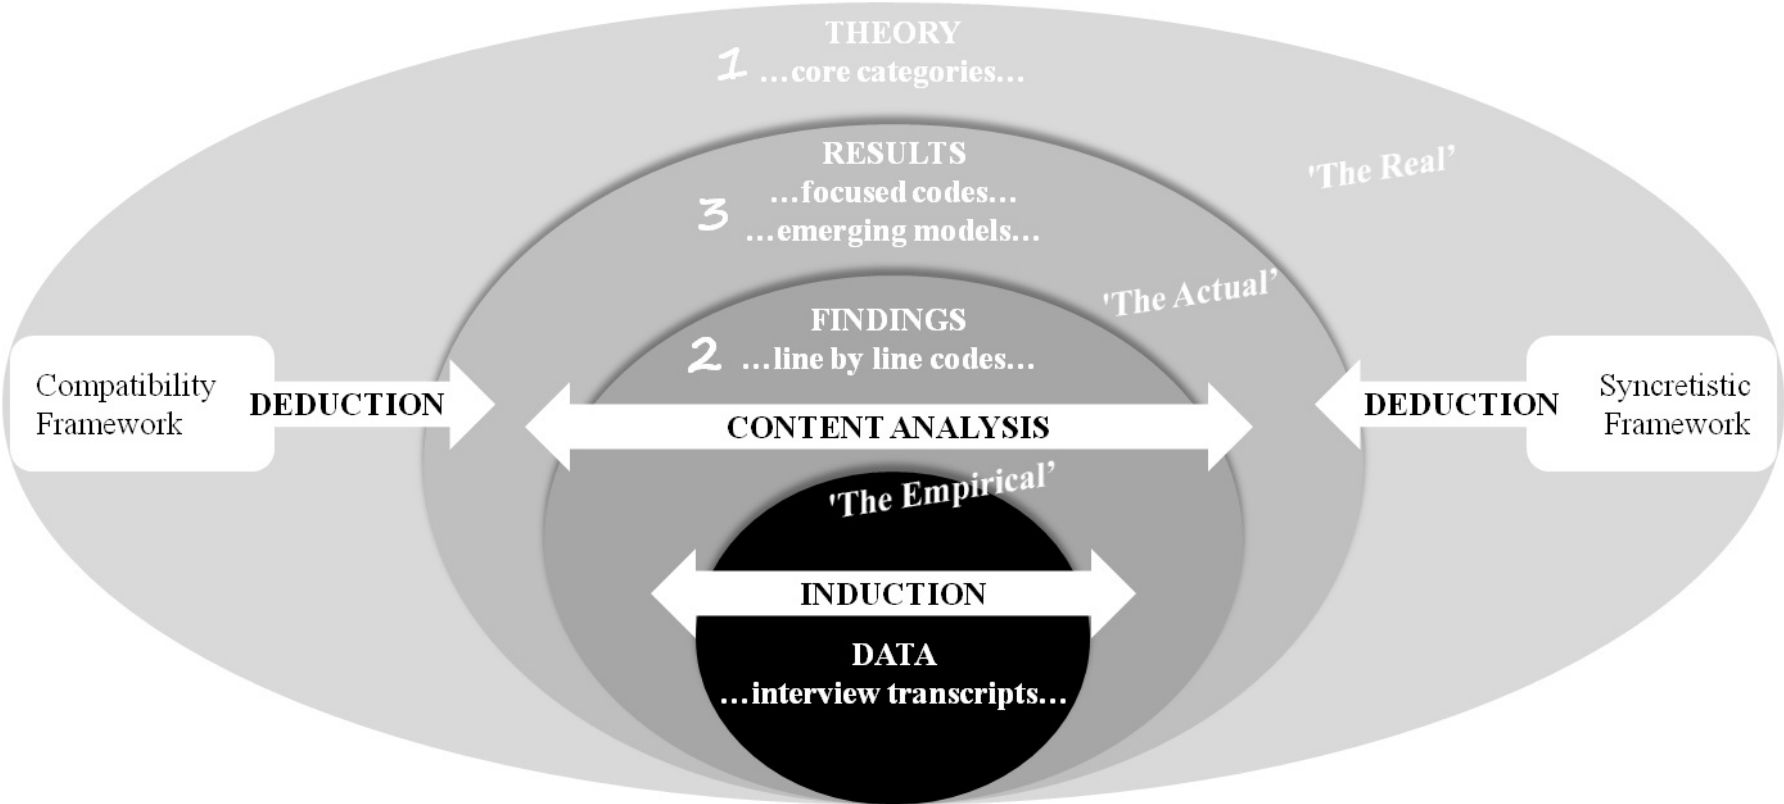 THEORY
1 ...core categories...
RESULTS
...focused codes...
3 ...emerging models...
'The Real'
'The Actual'
FINDINGS
2 ...line by line codes...
Compatibility
Framework
DEDUCTION
CONTENT ANALYSIS
DEDUCTION
Syncretistic
Framework
'The Empirical'
INDUCTION
DATA
...interview transcripts...